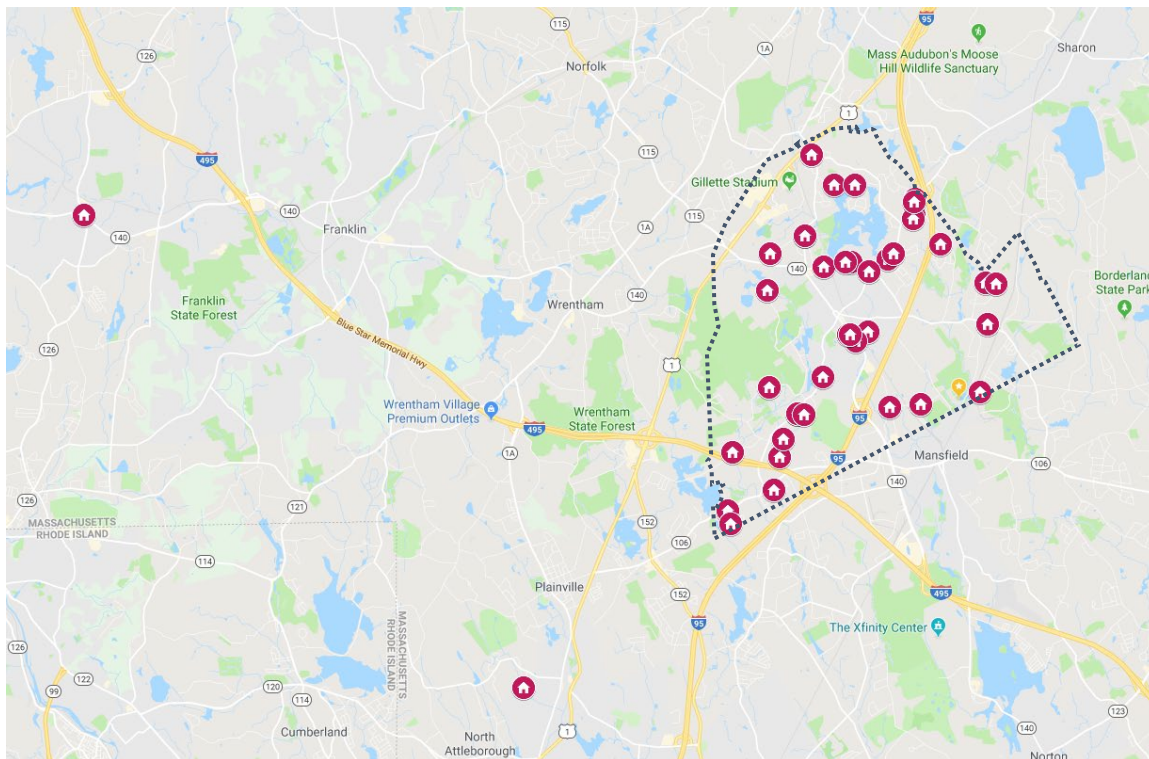 115
95
126
1A
Mass Audubon's Moose
Hill Wildlife Sanctuary
Sharon
Norfolk
1
115
495
115
Gillette Stadium
140
115
140
Franklin
1A
140
Borderland
State Park
Franklin
State Forest
140
Wrentham
126
Blue Star Memorial Hwy
1
Wrentham Village
Premium Outlets
Wrentham
State Forest
95
495
1A
95
Mansfield
106
140
126
121
MASSACHUSETTS
RHODE ISLAND
152
106
114
Plainville
152
495
MASSACHUSETTS
RHODE ISLAND
95
The Xfinity Center
126
122
120
99
114
123
Cumberland
North
Attleborough
1
140
Norton